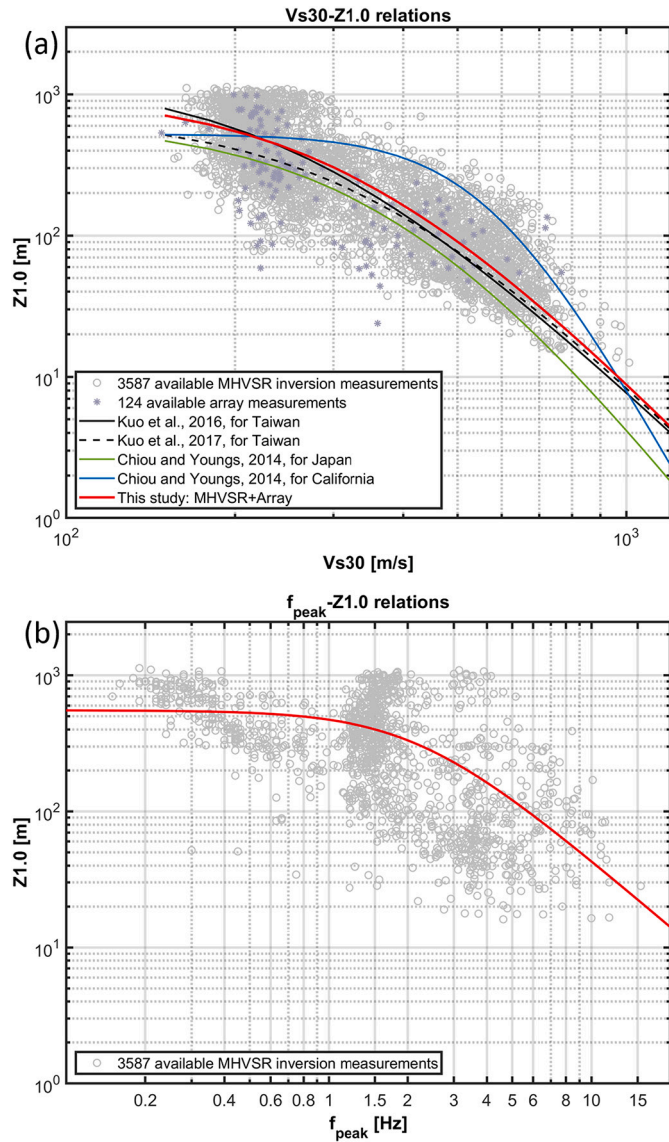 (a)
Vs30-Z1.0 relations
10³
10²
10¹
10⁰
Z1.0 [m]
3587 available MHVSR inversion measurements
124 available array measurements
Kuo et al., 2016, for Taiwan
Kuo et al., 2017, for Taiwan
Chiou and Youngs, 2014, for Japan
Chiou and Youngs, 2014, for California
This study: MHVSR+Array
10² 10³
Vs30 [m/s]
(b)
f_peak-Z1.0 relations
10³
10²
10¹
10⁰
Z1.0 [m]
3587 available MHVSR inversion measurements
0.2 0.4 0.6 0.8 1 1.5 2 3 4 5 6 8 10 15
f_peak [Hz]